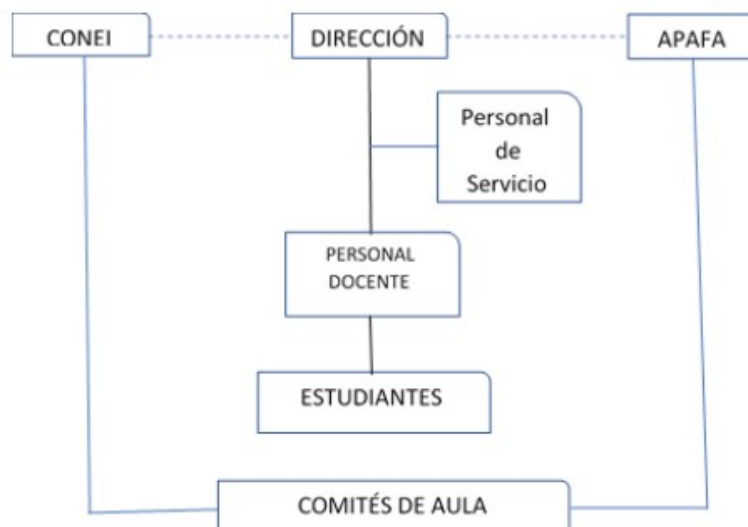 CONEI
DIRECCIÓN
APAFA
Personal
de
Servicio
PERSONAL
DOCENTE
ESTUDIANTES
COMITÉS DE AULA